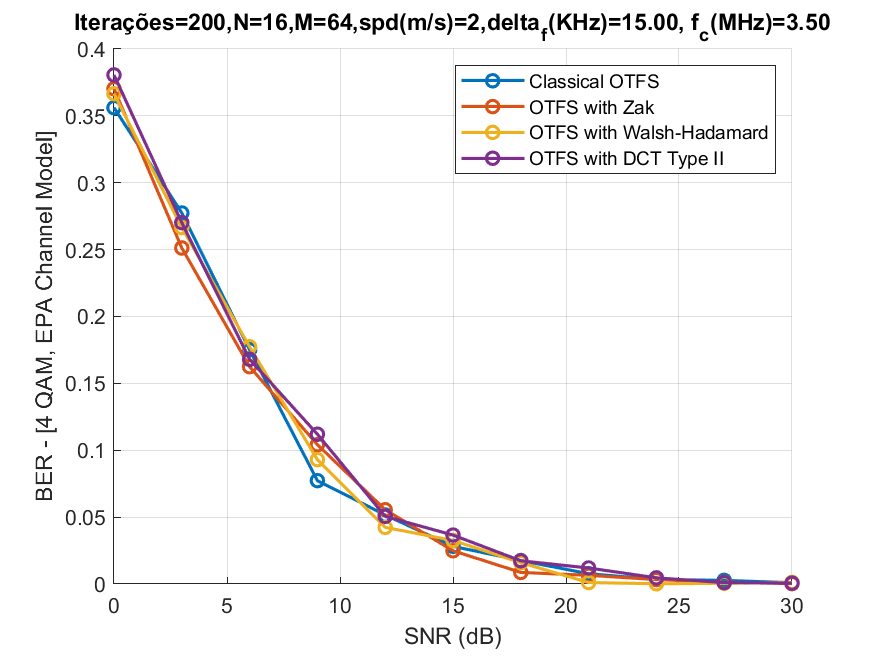 Iterações=200,N=16,M=64,spd(m/s)=2,delta_f(KHz)=15.00, f_c(MHz)=3.50
0.4
0.35
0.3
0.25
0.2
0.15
0.1
0.05
0
BER - [4 QAM, EPA Channel Model]
Classical OTFS
OTFS with Zak
OTFS with Walsh-Hadamard
OTFS with DCT Type II
0 5 10 15 20 25 30
SNR (dB)